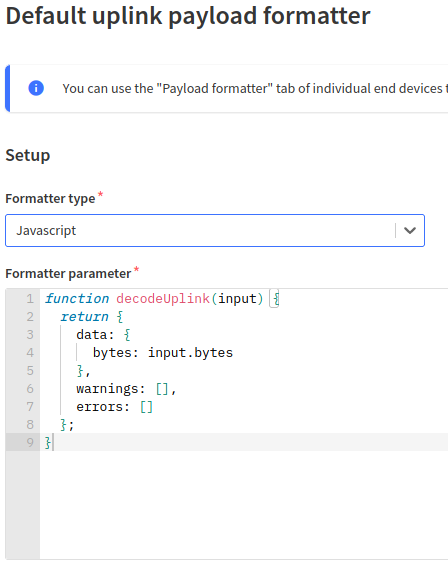 Default uplink payload formatter
You can use the "Payload formatter" tab of individual end devices
Setup
Formatter type *
Javascript
Formatter parameter *
1 function decodeUplink(input) {
2   return {
3     data: {
4       bytes: input.bytes
5     },
6     warnings: [],
7     errors: []
8   };
9 }